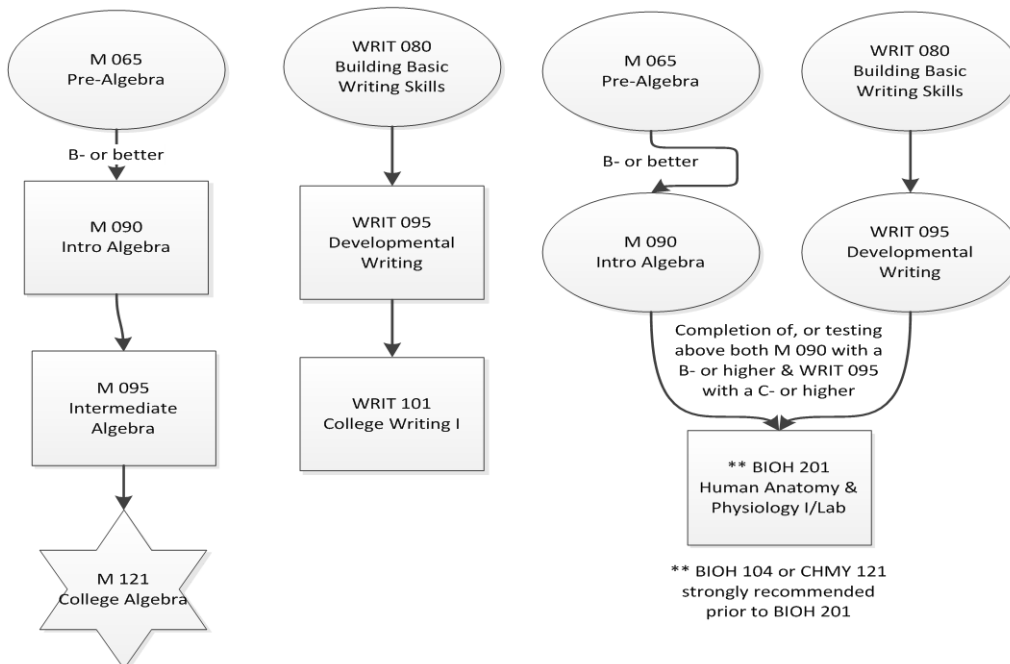 M 065
Pre-Algebra
B- or better
M 090
Intro Algebra
M 095
Intermediate
Algebra
M 121
College Algebra
WRIT 080
Building Basic
Writing Skills
WRIT 095
Developmental
Writing
WRIT 101
College Writing I
M 065
Pre-Algebra
B- or better
M 090
Intro Algebra
WRIT 080
Building Basic
Writing Skills
WRIT 095
Developmental
Writing
Completion of, or testing
above both M 090 with a
B- or higher & WRIT 095
with a C- or higher
** BIOH 201
Human Anatomy &
Physiology I/Lab
** BIOH 104 or CHMY 121
strongly recommended
prior to BIOH 201